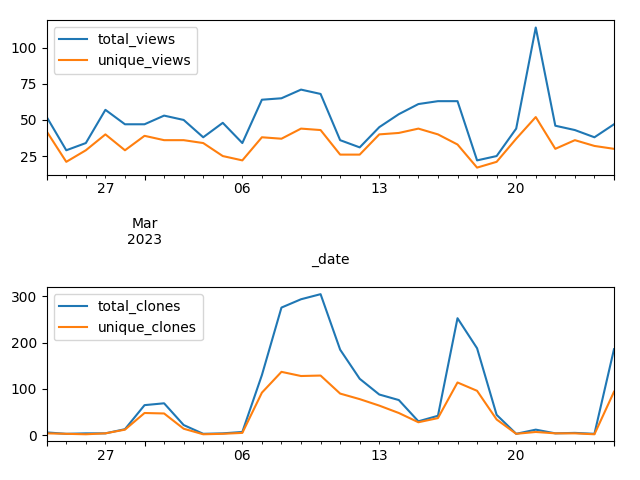 total_views
unique_views
100
75
50
25
27 06 13 20
Mar
2023
_date
total_clones
unique_clones
300
200
100
0
27 06 13 20